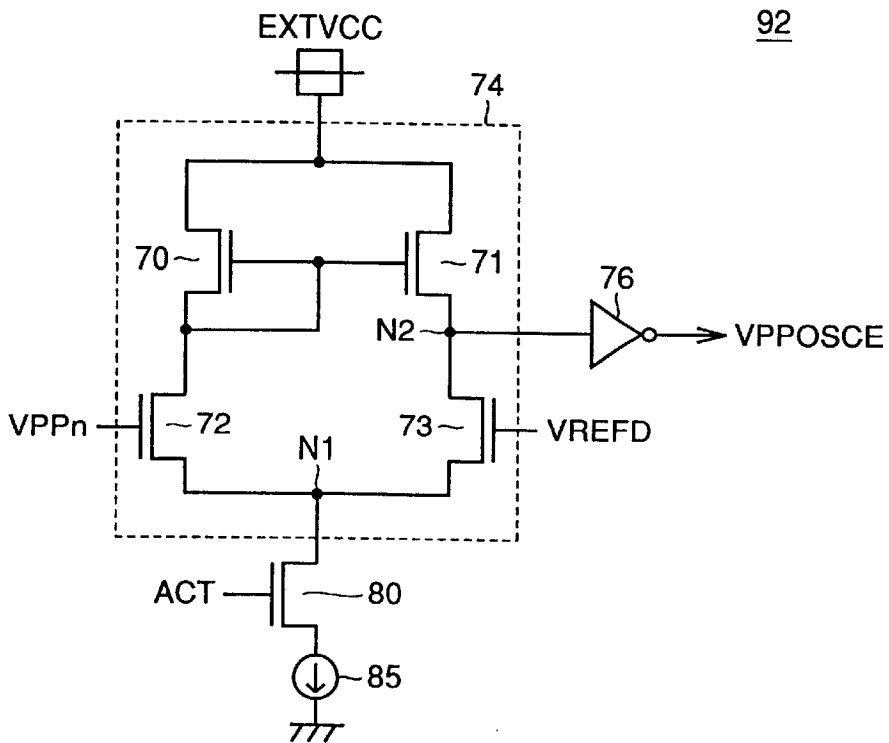 EXTVCC
92
74
70
71
76
N2
VPPOSCE
VPPn
72
73
VREFD
N1
ACT
80
85